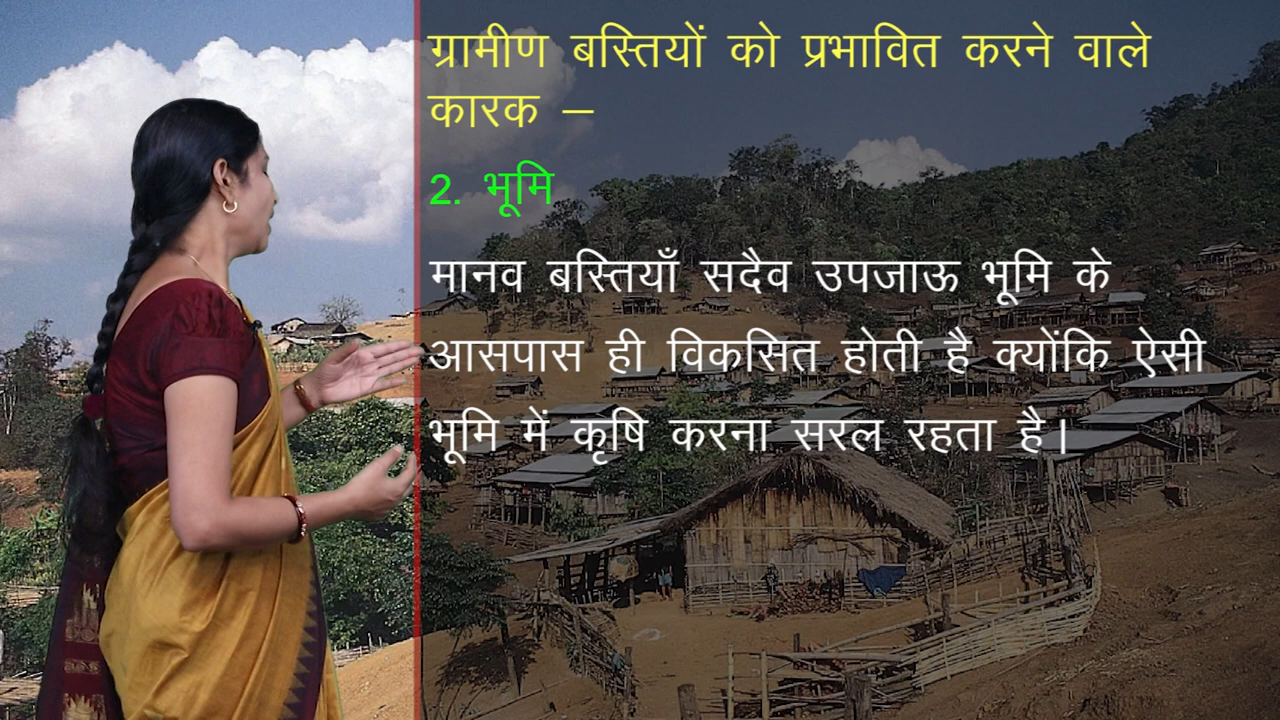 ग्रामीण बस्तियों को प्रभावित करने वाले
कारक –
2. भूमि
मानव बस्तियाँ सदैव उपजाऊ भूमि के
आसपास ही विकसित होती है क्योंकि ऐसी
भूमि में कृषि करना सरल रहता है।